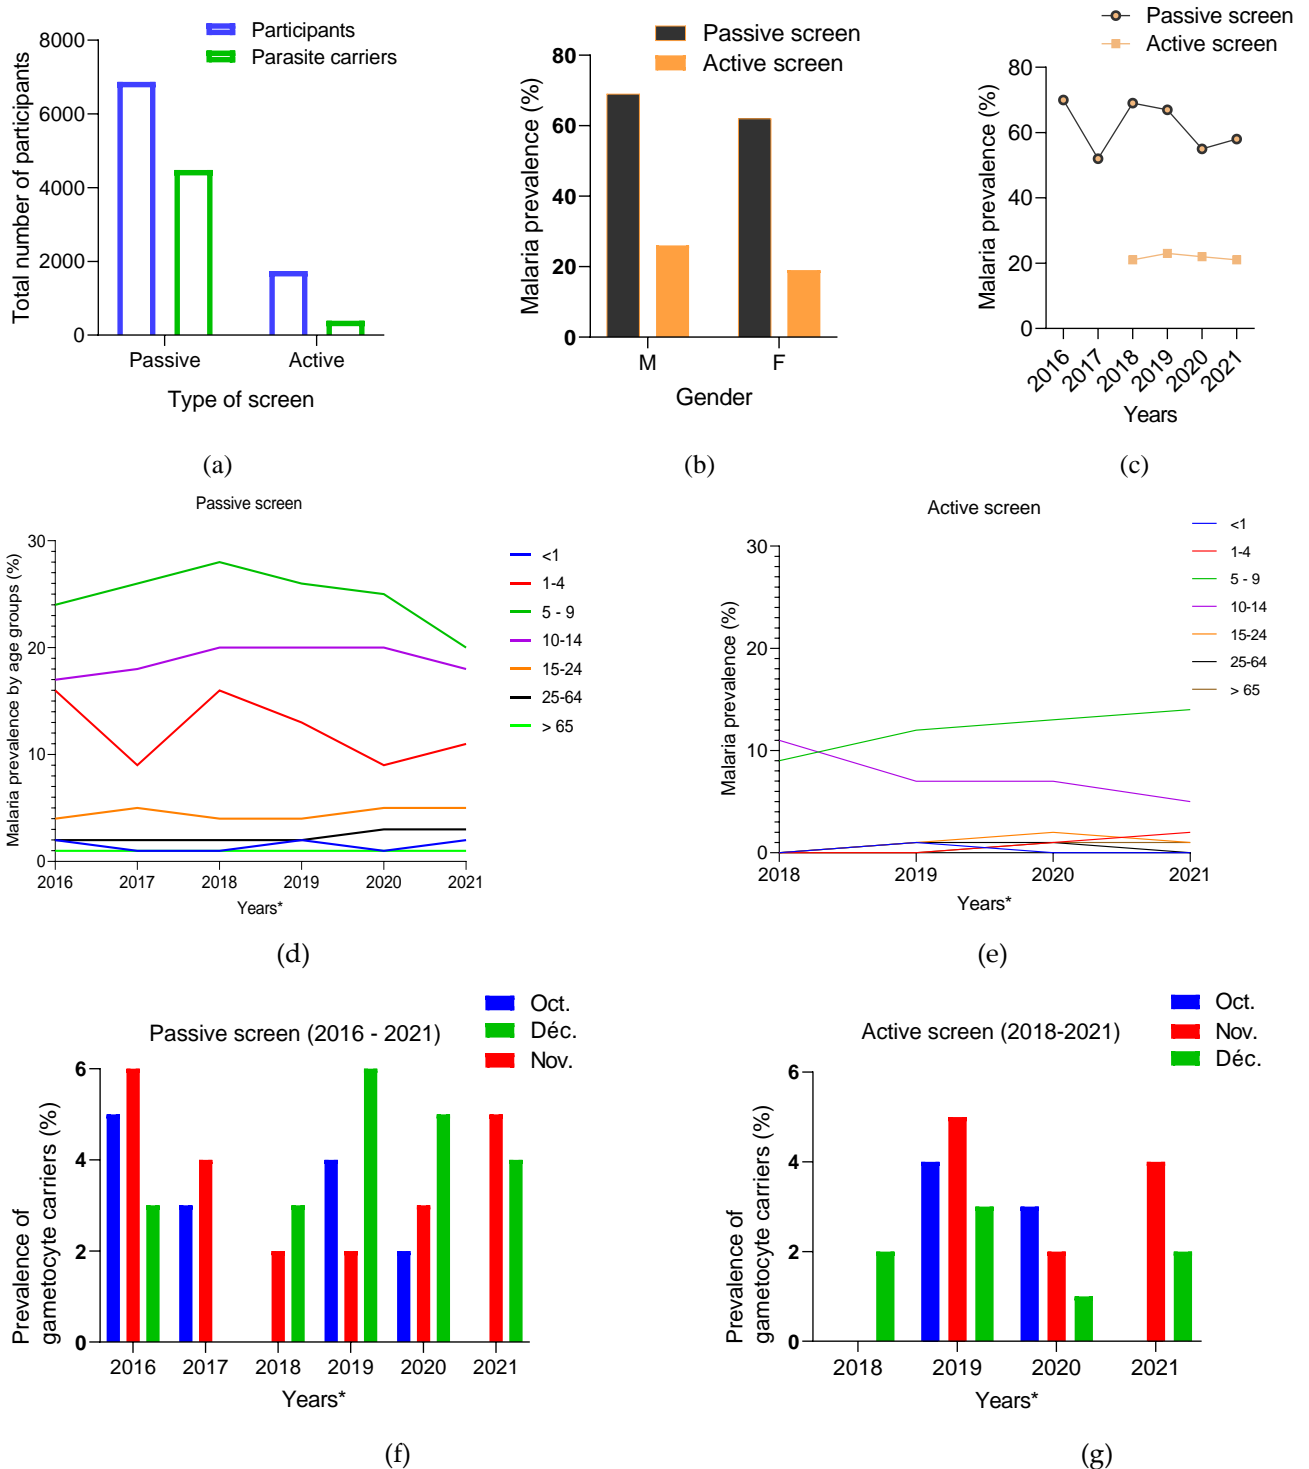 Participants
Parasite carriers
Total number of participants
8000
6000
4000
2000
0
Passive
Active
Type of screen
(a)
Passive screen
Active screen
Malaria prevalence (%)
80
60
40
20
0
M
F
Gender
(b)
Passive screen
Active screen
Malaria prevalence (%)
80
60
40
20
0
2016
2017
2018
2019
2020
2021
Years
(c)
Passive screen
Malaria prevalence by age groups (%)
30
20
10
0
2016
2017
2018
2019
2020
2021
Years*
<1
1-4
5 - 9
10-14
15-24
25-64
> 65
(d)
Active screen
Malaria prevalence (%)
30
20
10
0
2018
2019
2020
2021
Years*
<1
1-4
5 - 9
10-14
15-24
25-64
> 65
(e)
Oct.
Déc.
Nov.
Passive screen (2016 - 2021)
Prevalence of
gametocyte carriers (%)
6
4
2
0
2016
2017
2018
2019
2020
2021
Years*
(f)
Oct.
Nov.
Déc.
Active screen (2018-2021)
Prevalence of
gametocyte carriers (%)
6
4
2
0
2018
2019
2020
2021
Years*
(g)